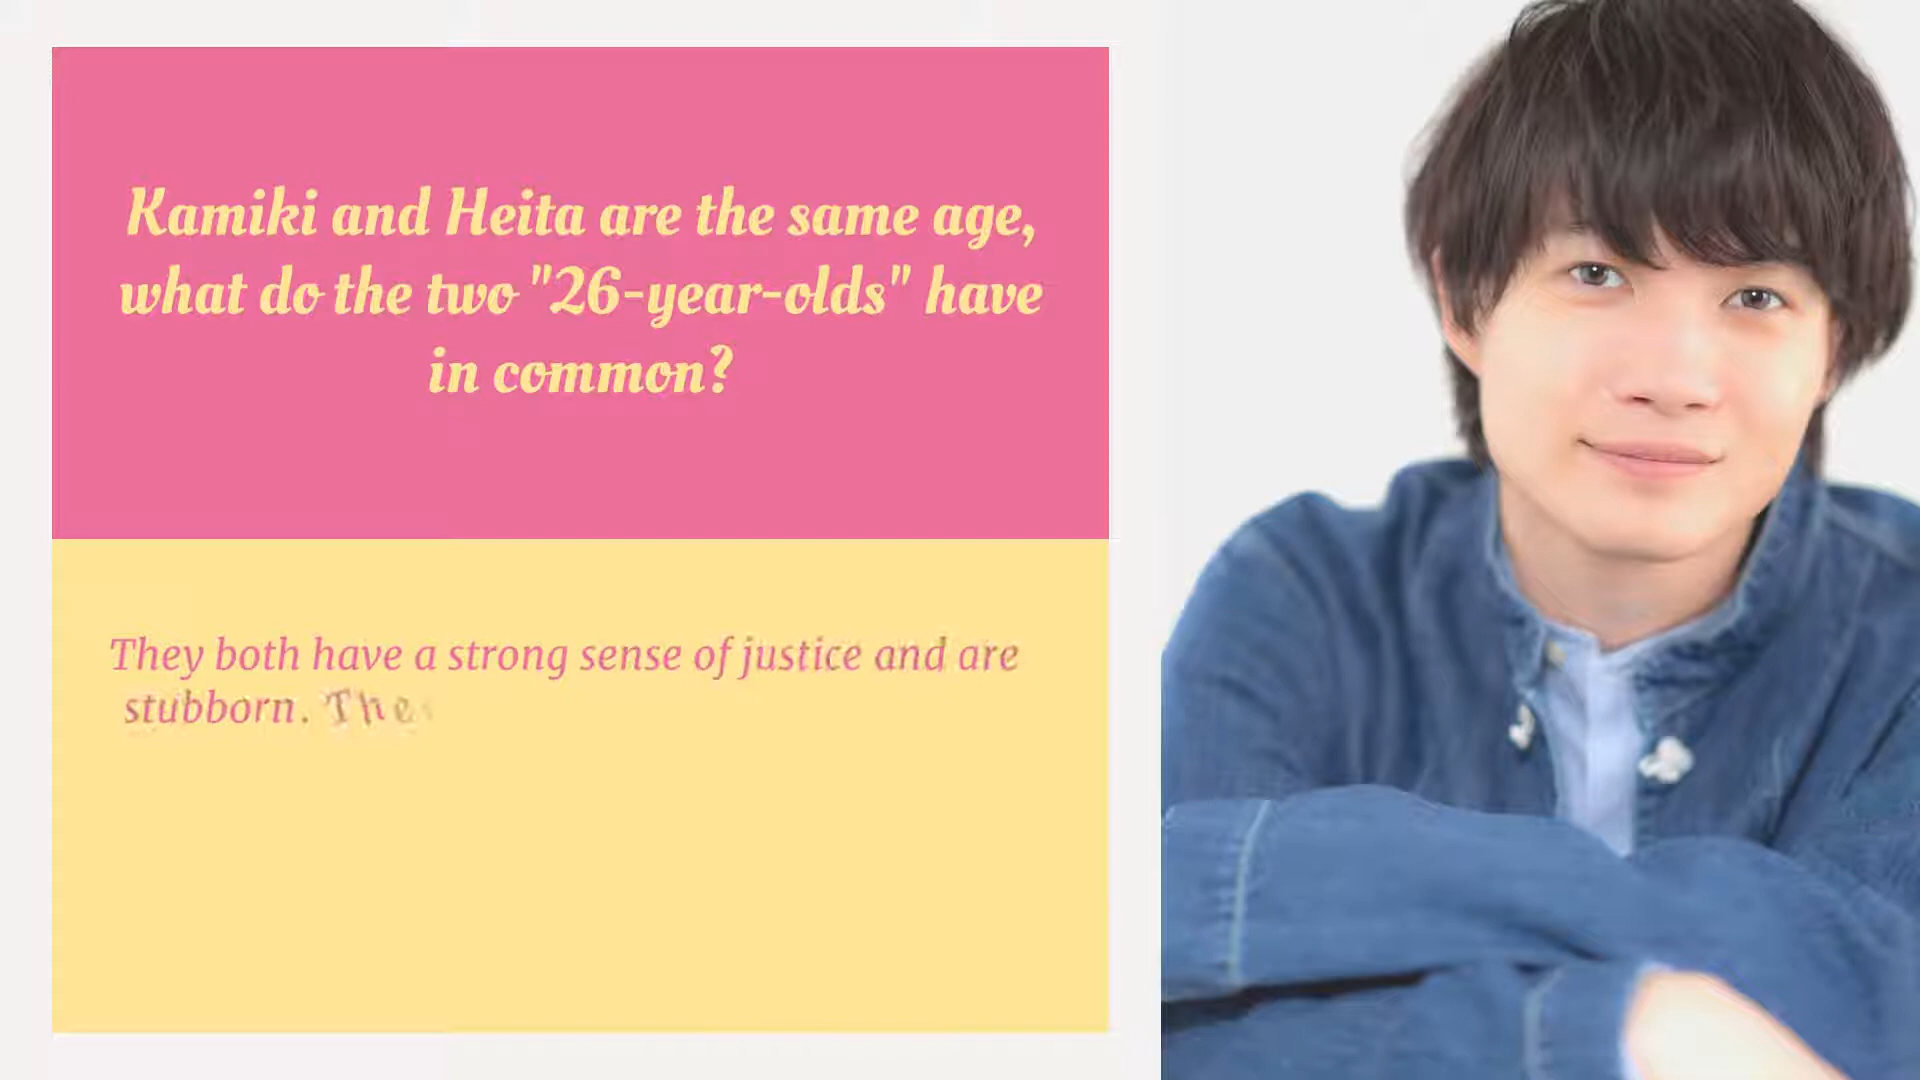 Kamiki and Heita are the same age,
what do the two "26-year-olds" have
in common?
They both have a strong sense of justice and are
stubborn. The